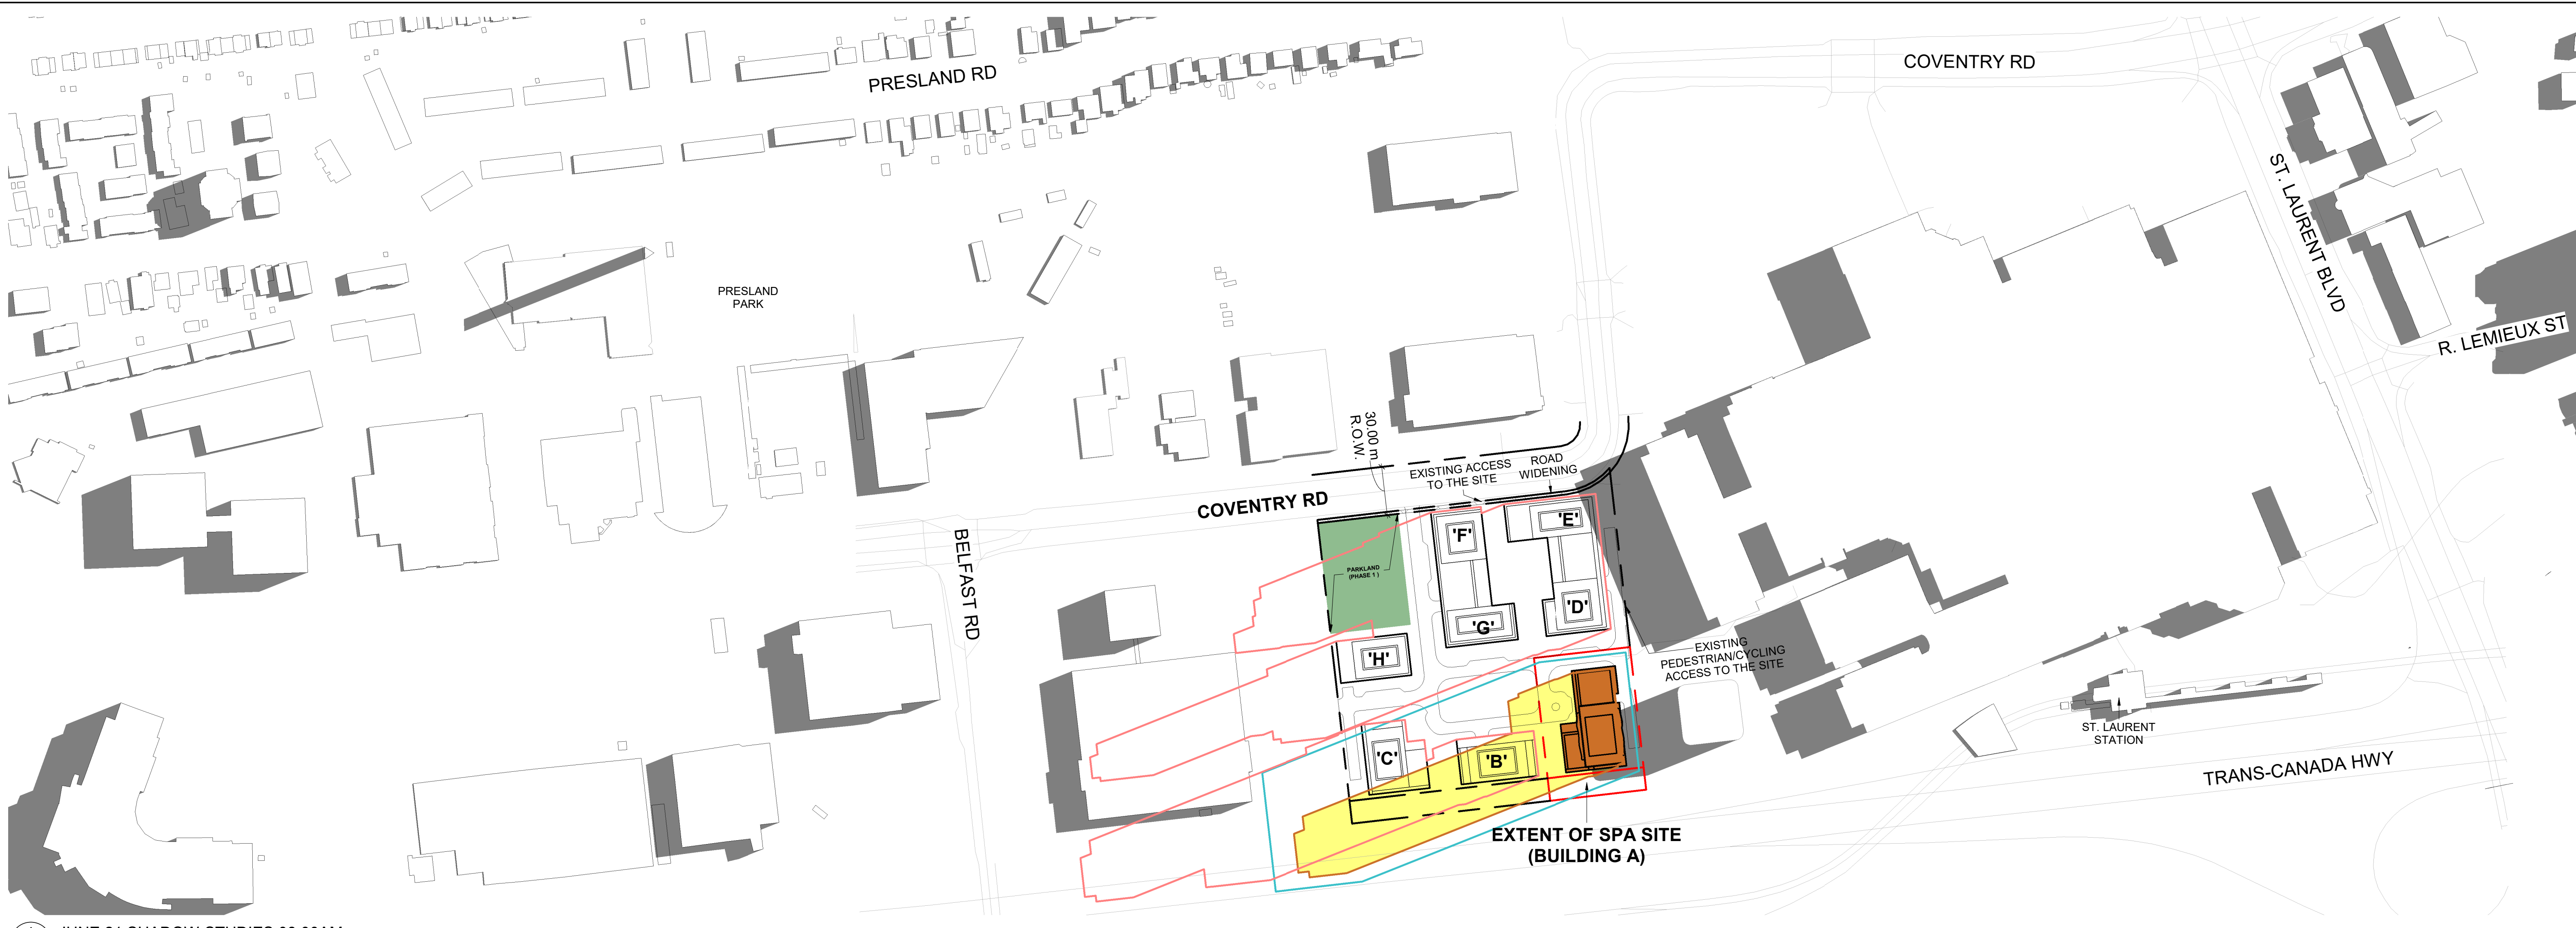 PRESLAND RD
COVENTRY RD
ST. LAURENT BLVD
R. LEMIEUX ST
PRESLAND
PARK
30.00 m
R.O.W.
EXISTING ACCESS
TO THE SITE
ROAD
WIDENING
COVENTRY RD
BELFAST RD
'F'
'E'
PARKLAND
(PHASE 1 )
'D'
'G'
'H'
EXISTING
PEDESTRIAN/CYCLING
ACCESS TO THE SITE
'C'
'B'
ST. LAURENT
STATION
TRANS-CANADA HWY
EXTENT OF SPA SITE
(BUILDING A)